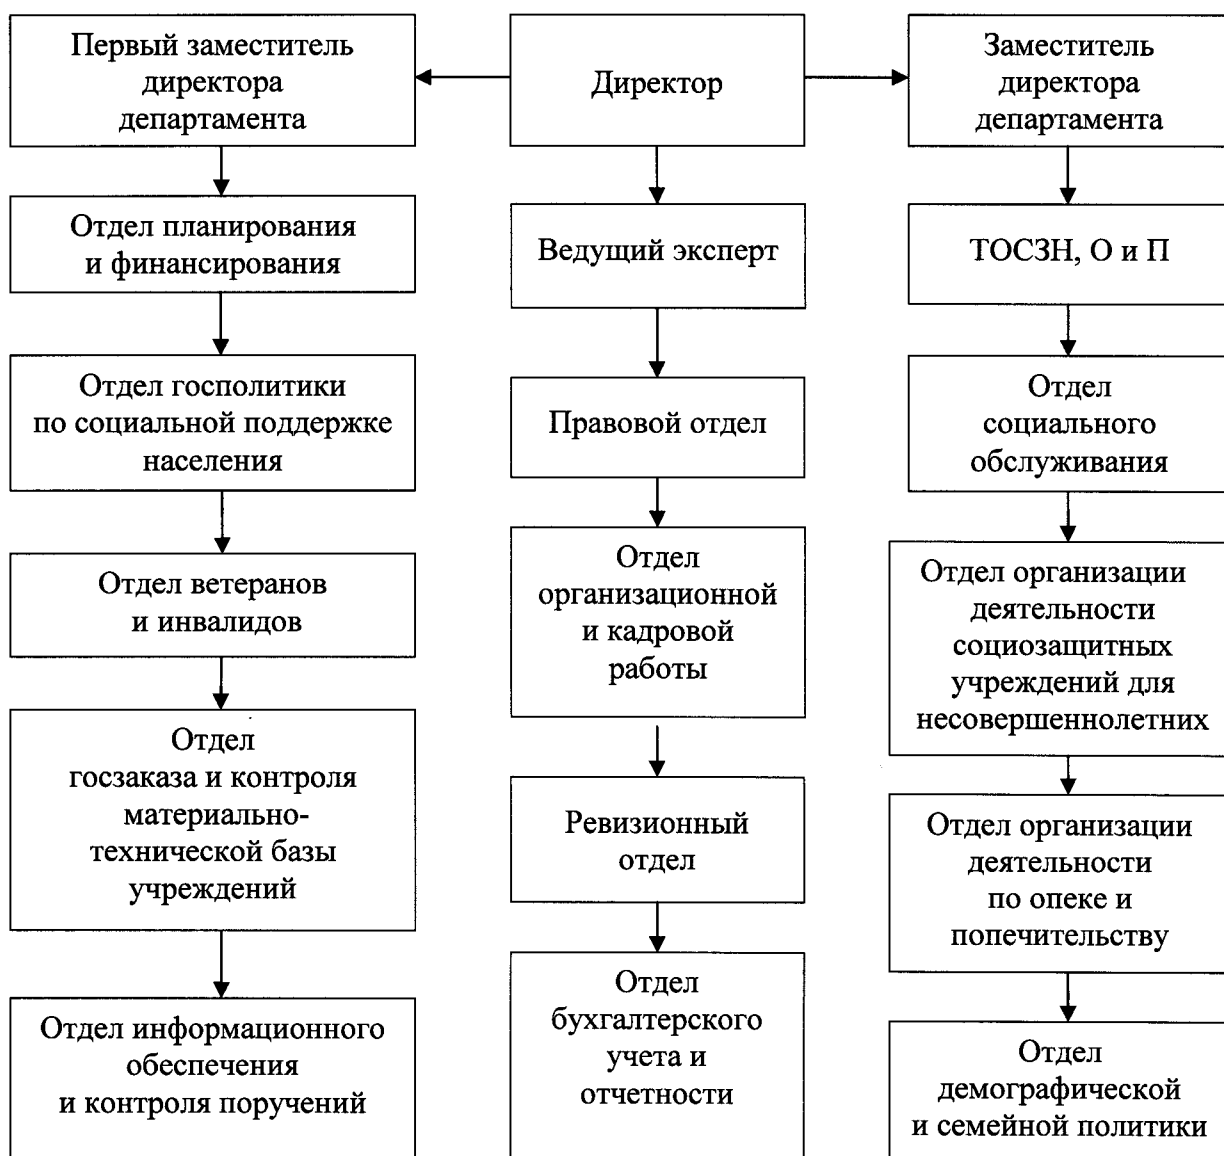 Первый заместитель
директора
департамента
Директор
Заместитель
директора
департамента
Отдел планирования
и финансирования
Ведущий эксперт
ТОСЗН, О и П
Отдел госполитики
по социальной поддержке
населения
Правовой отдел
Отдел
социального
обслуживания
Отдел ветеранов
и инвалидов
Отдел
организационной
и кадровой
работы
Отдел организации
деятельности
социозащитных
учреждений для
несовершеннолетних
Отдел
госзаказа и контроля
материально-
технической базы
учреждений
Ревизионный
отдел
Отдел организации
деятельности
по опеке и
попечительству
Отдел информационного
обеспечения
и контроля поручений
Отдел
бухгалтерского
учета и
отчетности
Отдел
демографической
и семейной политики